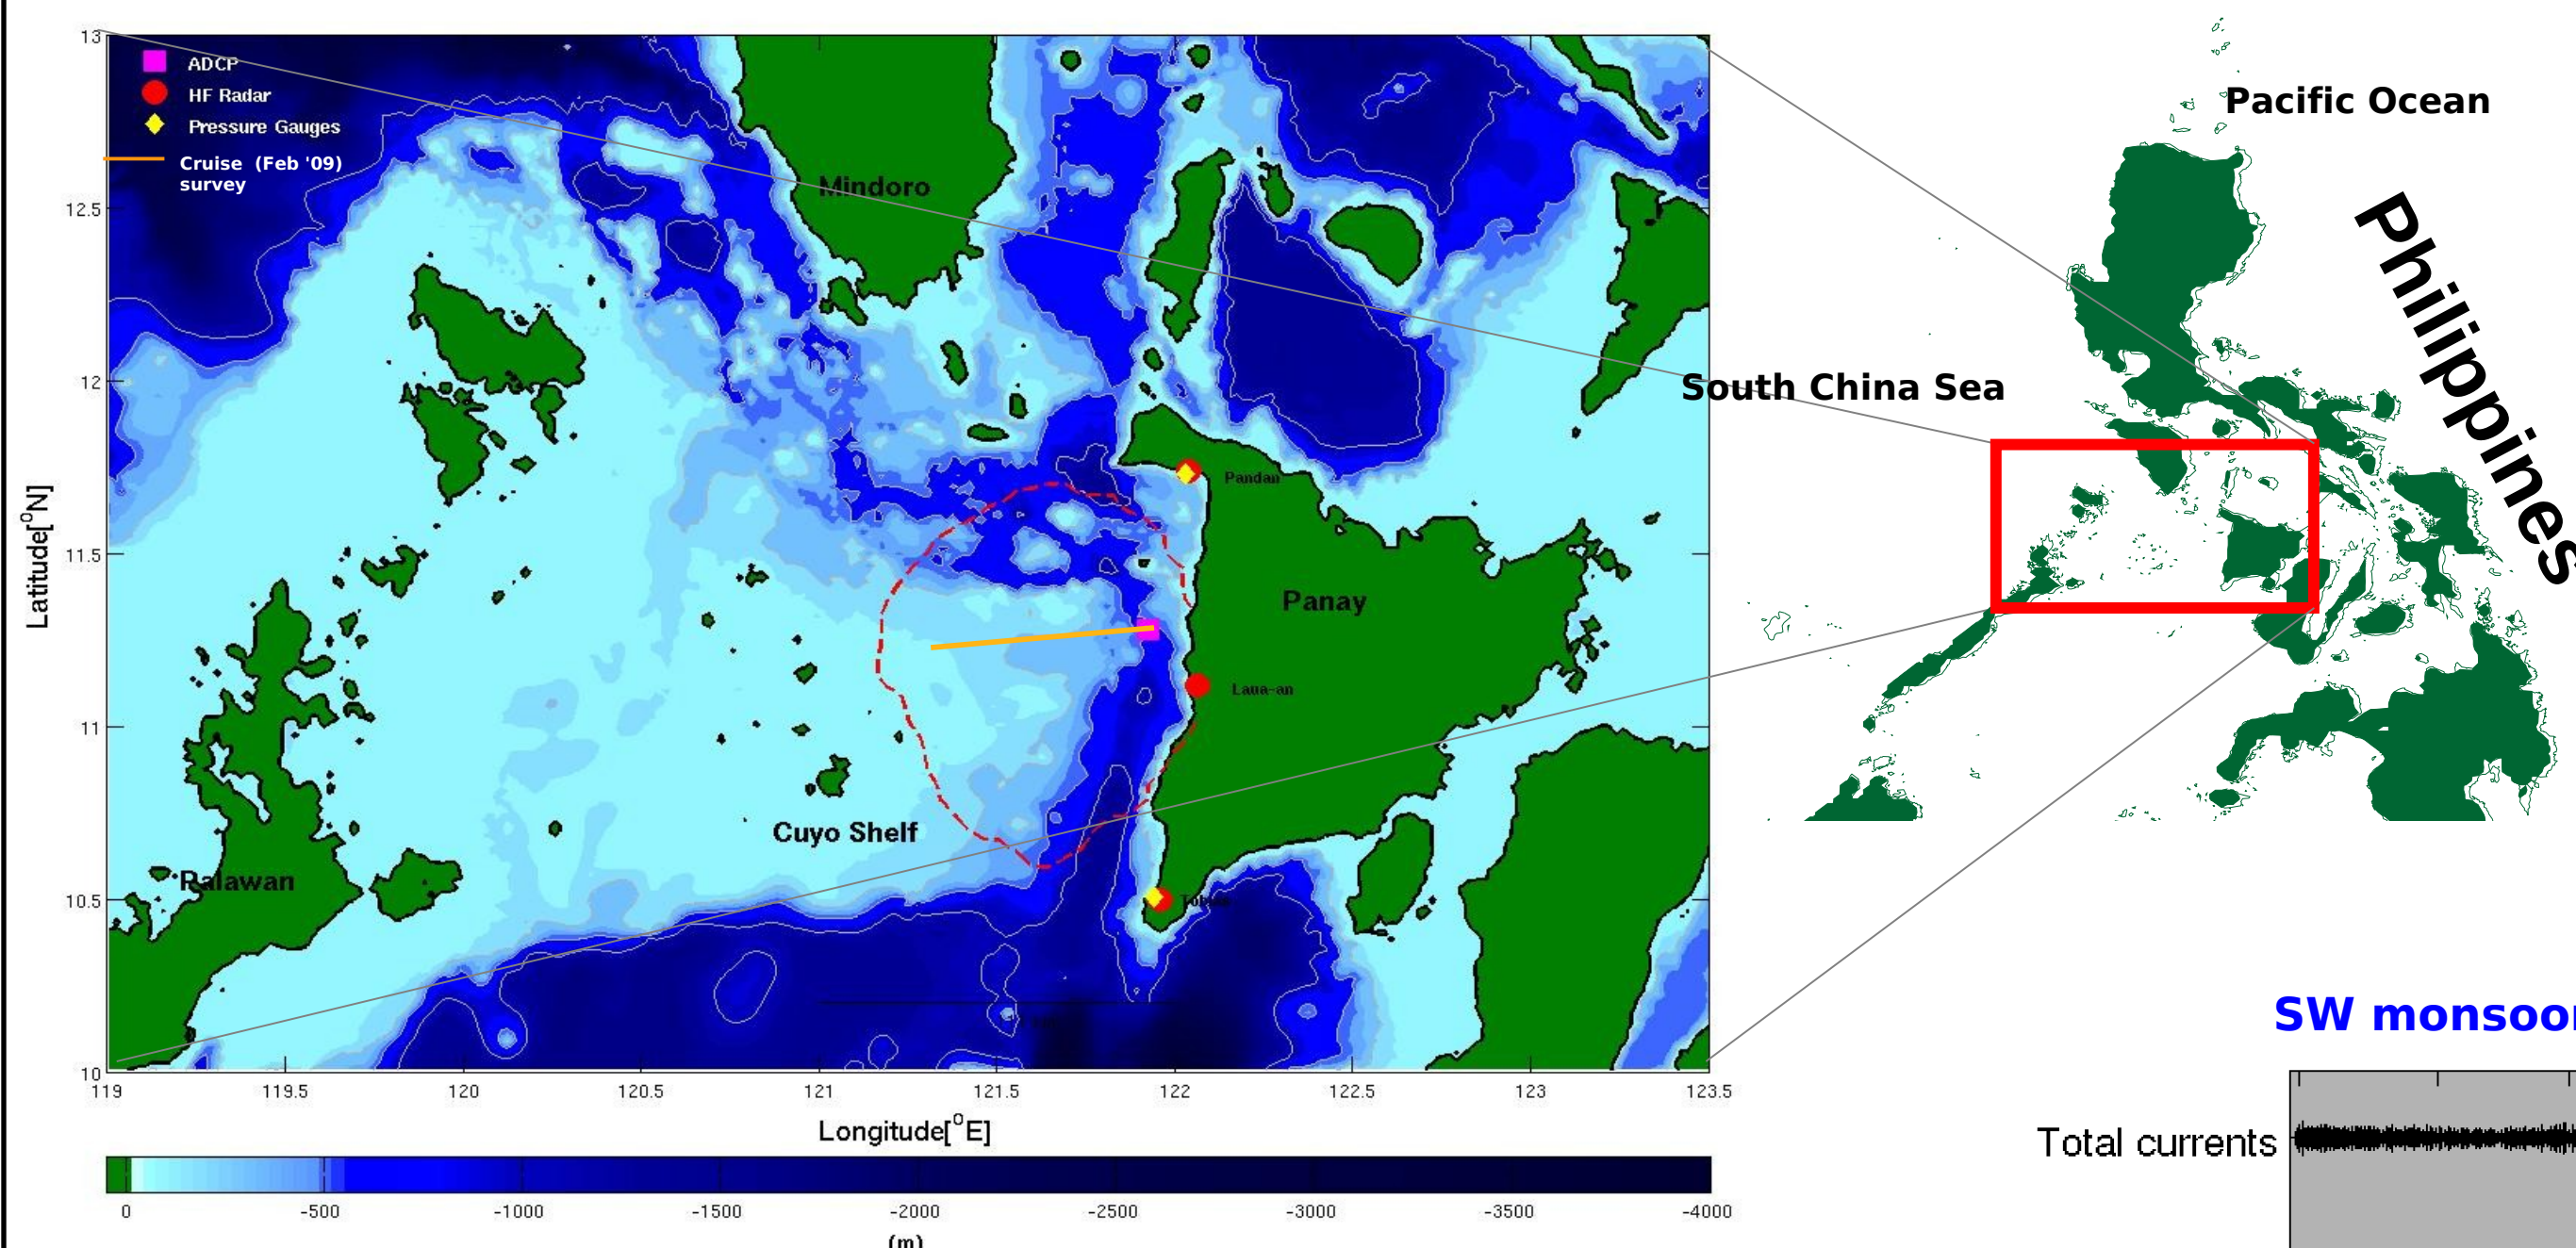 13
ADCP
HF Radar
Pressure Gauges
Cruise (Feb '09)
survey
Pacific Ocean
Philippines
Mindoro
12.5
12
South China Sea
Pandan
Latitude[°N]
11.5
Panay
Laua-an
11
Cuyo Shelf
Palawan
10.5
10
119
119.5
120
120.5
121
121.5
122
122.5
123
123.5
Longitude[°E]
0
-500
-1000
-1500
-2000
-2500
-3000
-3500
-4000
(m)
SW monsoon
Total currents